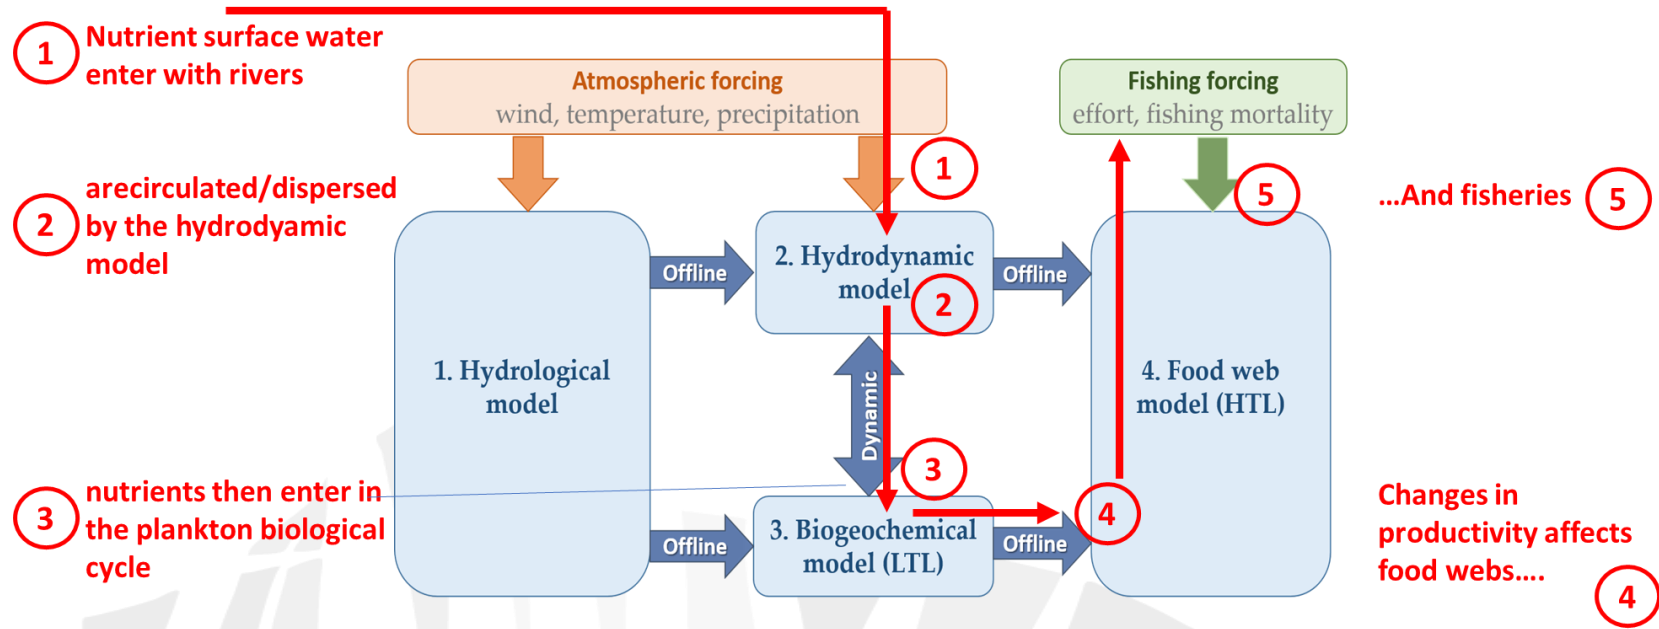 1
Nutrient surface water
enter with rivers
Atmospheric forcing
wind, temperature, precipitation
Fishing forcing
effort, fishing mortality
1
2
arecirculated/dispersed
by the hydrodyamic
model
5
...And fisheries
5
Offline
2. Hydrodynamic
model
2
Offline
1. Hydrological
model
Dynamic
4. Food web
model (HTL)
3
nutrients then enter in
the plankton biological
cycle
3
Offline
3. Biogeochemical
model (LTL)
Offline
4
Changes in
productivity affects
food webs....
4